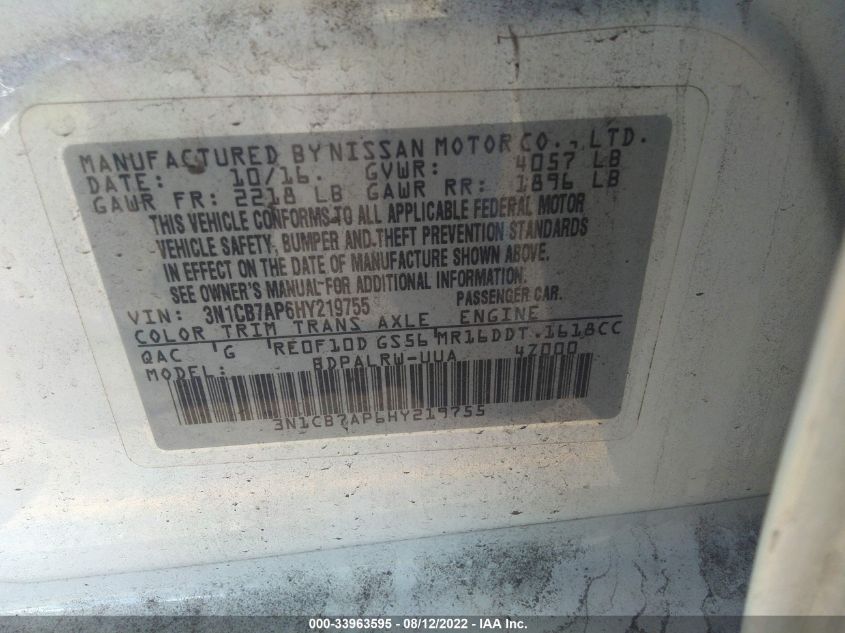 MANUFACTURED BY NISSAN MOTOR CO., LTD.
DATE: 10/16. GVWR: 4057 LB
GAWR FR: 2218 LB GAWR RR: 1896 LB
THIS VEHICLE CONFORMS TO ALL APPLICABLE FEDERAL MOTOR
VEHICLE SAFETY, BUMPER AND THEFT PREVENTION STANDARDS
IN EFFECT ON THE DATE OF MANUFACTURE SHOWN ABOVE.
SEE OWNER'S MANUAL FOR ADDITIONAL INFORMATION.
VIN: 3N1CB7AP6HY219755 PASSENGER CAR.
COLOR TRIM TRANS AXLE ENGINE
QAC G RE0F10D GS56 MR16DDT 1618CC
MODEL: BDPALRW-UUA 47000
3N1CB7AP6HY219755
000-33963595 - 08/12/2022 - IAA Inc.